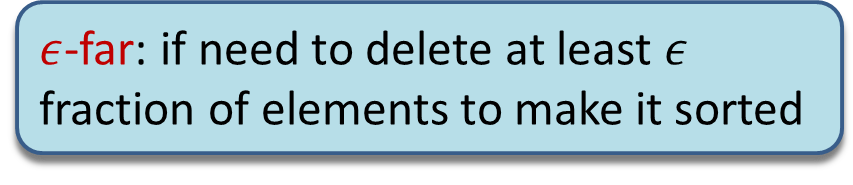 ϵ-far: if need to delete at least ϵ
fraction of elements to make it sorted